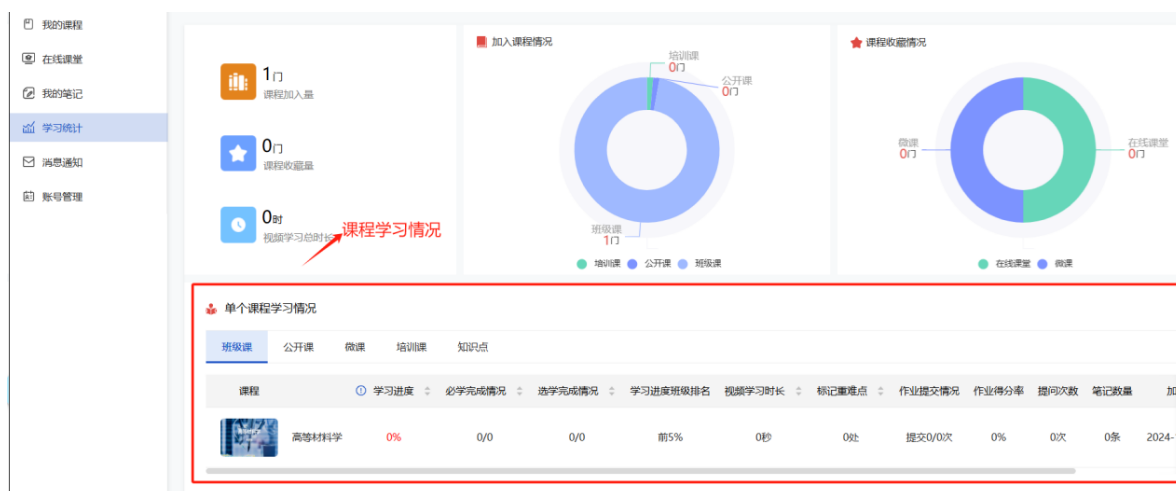 我的课程
在线课堂
我的笔记
学习统计
消息通知
账号管理
1门
课程加入量
0门
课程收藏量
0时
视频学习总时长
课程学习情况
加入课程情况
培训课
0门
公开课
0门
班级课
1门
培训课 公开课 班级课
课程收藏情况
微课
0门
在线课堂
0门
在线课堂 微课
单个课程学习情况
班级课 公开课 微课 培训课 知识点
课程 学习进度 必学完成情况 选学完成情况 学习进度班级排名 视频学习时长 标记重难点 作业提交情况 作业得分率 提问次数 笔记数量 加
高等材料学 0% 0/0 0/0 前5% 0秒 0处 提交0/0次 0% 0次 0条 2024-